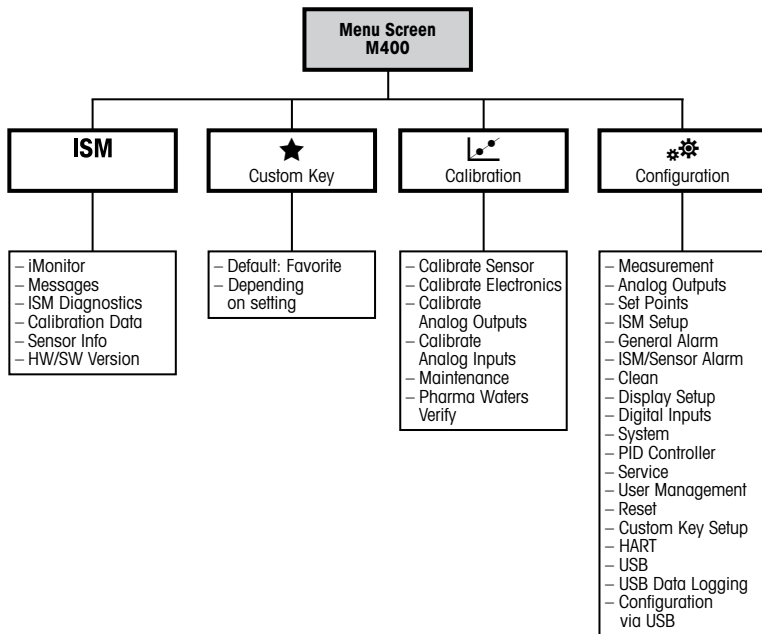 Menu Screen
M400
ISM
Custom Key
Calibration
Configuration
– iMonitor
– Messages
– ISM Diagnostics
– Calibration Data
– Sensor Info
– HW/SW Version
– Default: Favorite
– Depending
on setting
– Calibrate Sensor
– Calibrate Electronics
– Calibrate
Analog Outputs
– Calibrate
Analog Inputs
– Maintenance
– Pharma Waters
Verify
– Measurement
– Analog Outputs
– Set Points
– ISM Setup
– General Alarm
– ISM/Sensor Alarm
– Clean
– Display Setup
– Digital Inputs
– System
– PID Controller
– Service
– User Management
– Reset
– Custom Key Setup
– HART
– USB
– USB Data Logging
– Configuration
via USB